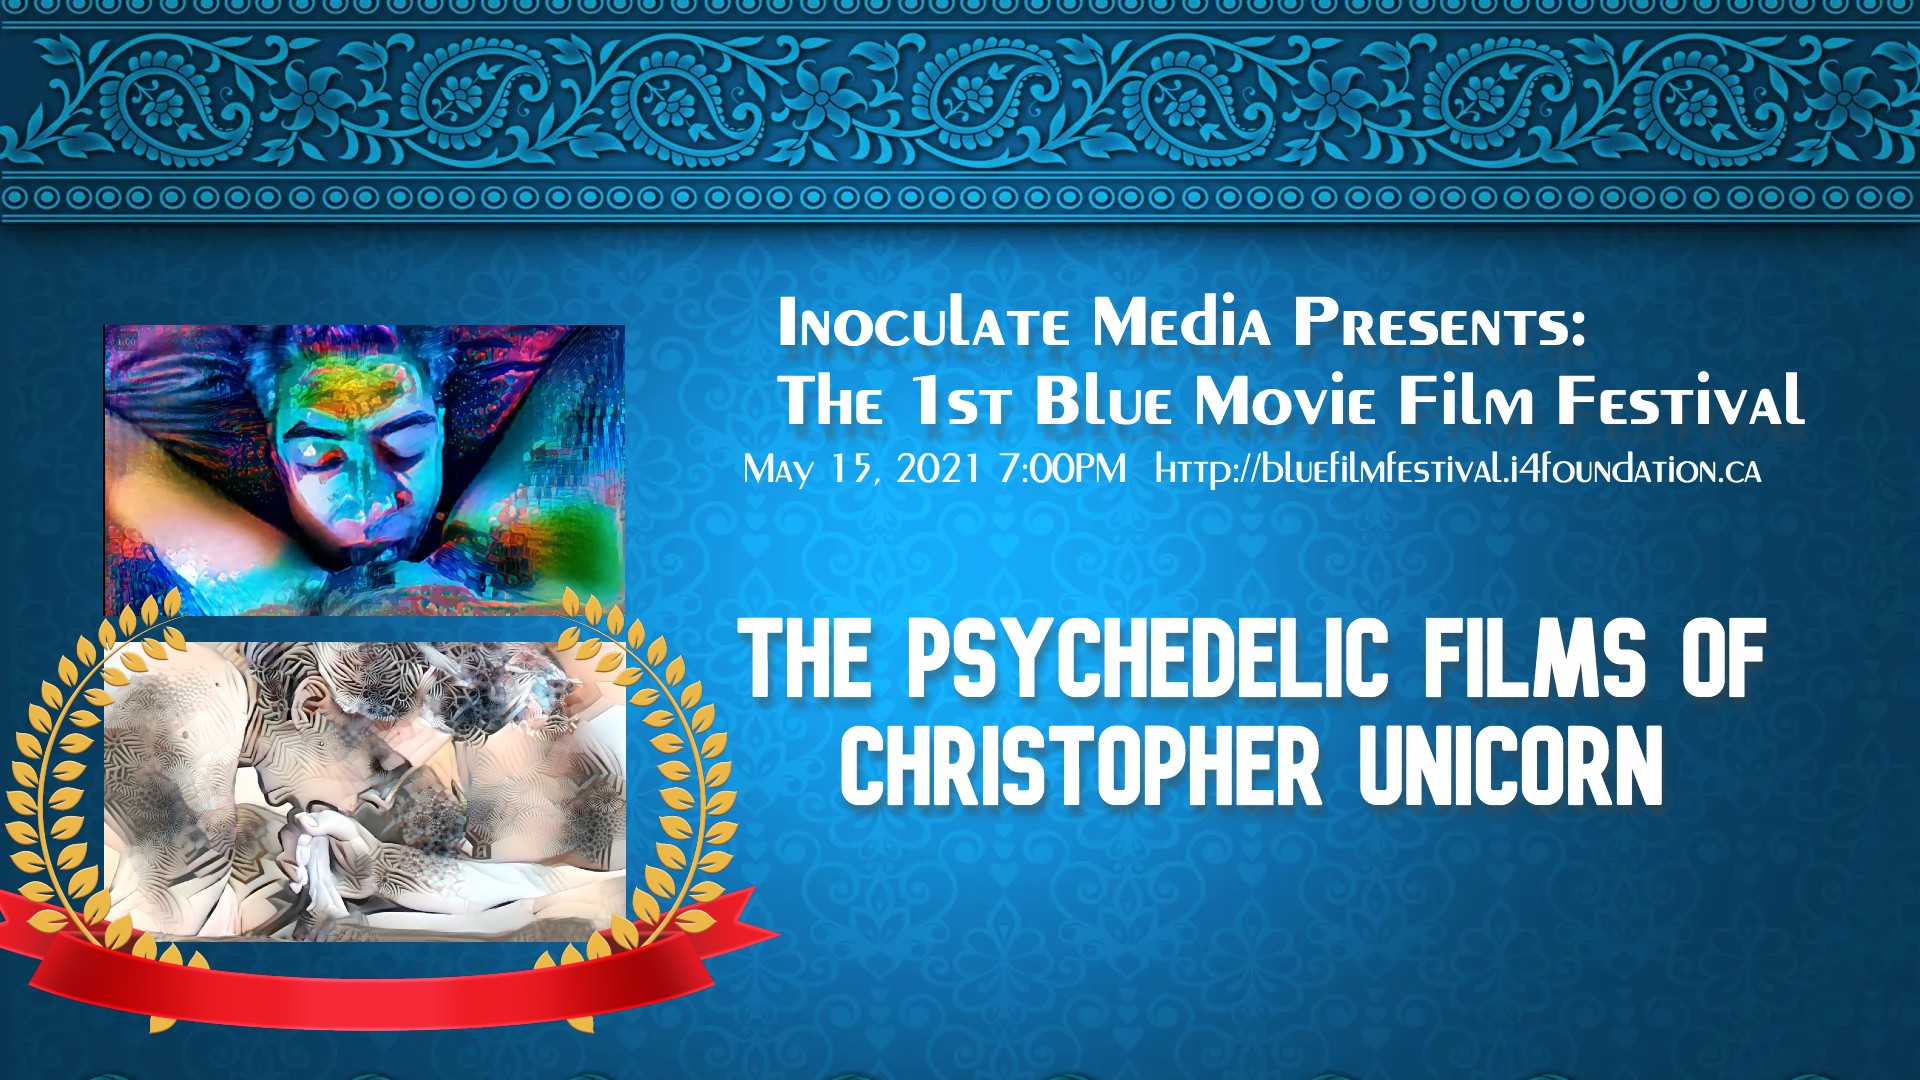 Inoculate Media Presents:
The 1st Blue Movie Film Festival
May 15, 2021 7:00PM http://bluefilmfestival.i4foundation.ca
THE PSYCHEDELIC FILMS OF
CHRISTOPHER UNICORN